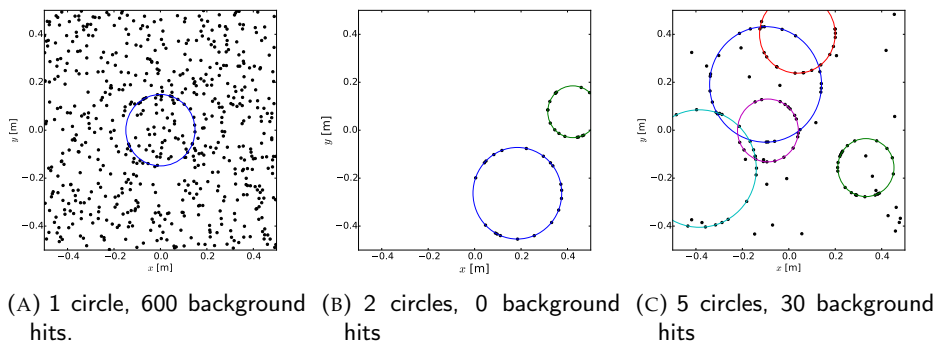 0.4
0.2
0.0
−0.2
−0.4
y [m]
−0.4 −0.2 0.0 0.2 0.4
x [m]
0.4
0.2
0.0
−0.2
−0.4
y [m]
−0.4 −0.2 0.0 0.2 0.4
x [m]
0.4
0.2
0.0
−0.2
−0.4
y [m]
−0.4 −0.2 0.0 0.2 0.4
x [m]
(A) 1 circle, 600 background
hits.
(B) 2 circles, 0 background
hits
(C) 5 circles, 30 background
hits